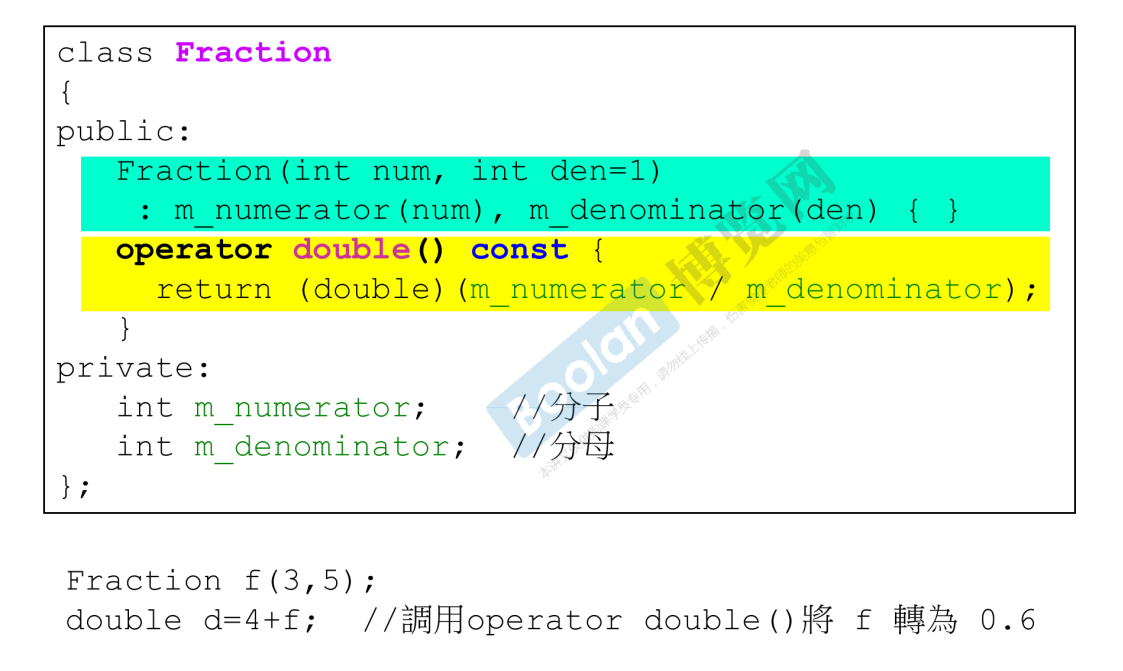 class Fraction
{
public:
Fraction(int num, int den=1)
: m_numerator(num), m_denominator(den) { }
operator double() const {
return (double)(m_numerator / m_denominator);
}
private:
int m_numerator; //分子
int m_denominator; //分母
};
Boolan 博览网
Fraction f(3,5);
double d=4+f; //調用operator double()將 f 轉為 0.6